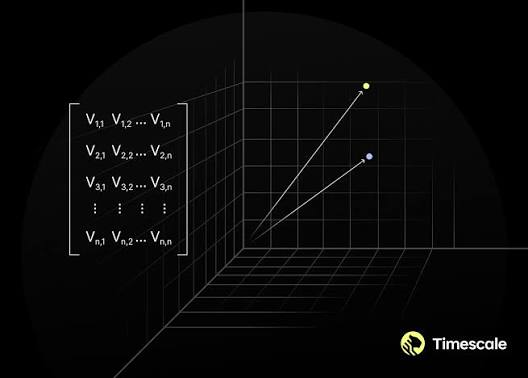 V1,1 V1,2 ... V1,n
V2,1 V2,2 ... V2,n
V3,1 V3,2 ... V3,n
⋮ ⋮ ⋮ ⋮
Vn,1 Vn,2 ... Vn,n
Timescale